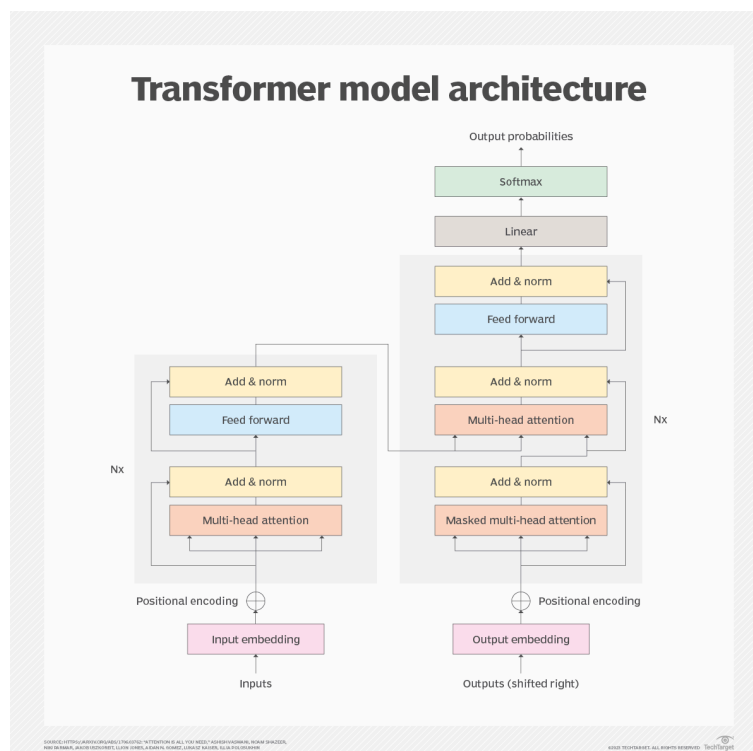 Transformer model architecture
Output probabilities
Softmax
Linear
Add & norm
Feed forward
Add & norm
Multi-head attention
Nx
Add & norm
Masked multi-head attention
Positional encoding
Output embedding
Outputs (shifted right)
Add & norm
Feed forward
Nx
Add & norm
Multi-head attention
Positional encoding
Input embedding
Inputs
TechTarget